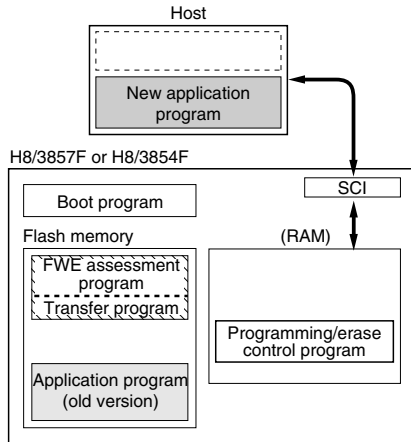 Host
New application
program
H8/3857F or H8/3854F
SCI
Boot program
Flash memory
(RAM)
FWE assessment
program
Transfer program
Programming/erase
control program
Application program
(old version)